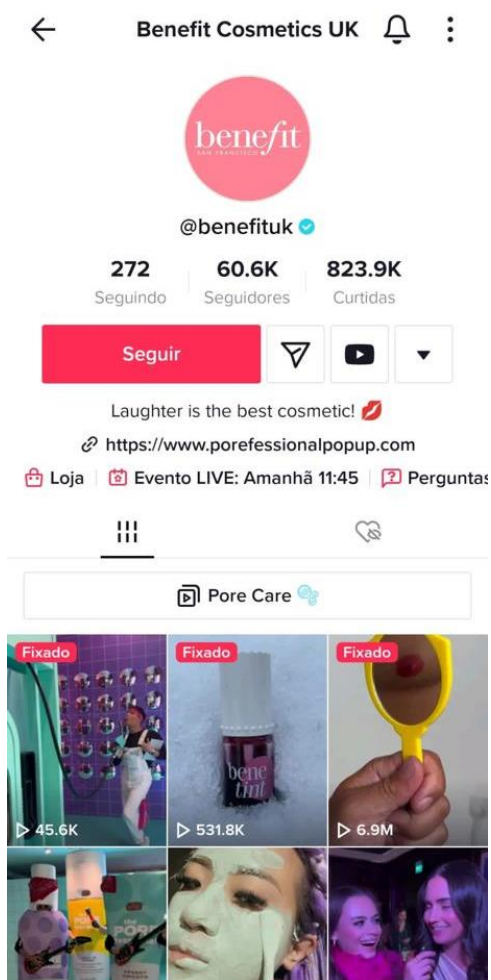 Benefit Cosmetics UK
benefit
SAN FRANCISCO
@benefituk
272 60.6K 823.9K
Seguindo Seguidores Curtidas
Seguir
Laughter is the best cosmetic! 💋
https://www.porefessionalpopup.com
Loja Evento LIVE: Amanhã 11:45 Perguntas
Pore Care 🫧
Fixado Fixado Fixado
bene
tint
45.6K 531.8K 6.9M
the
PORE